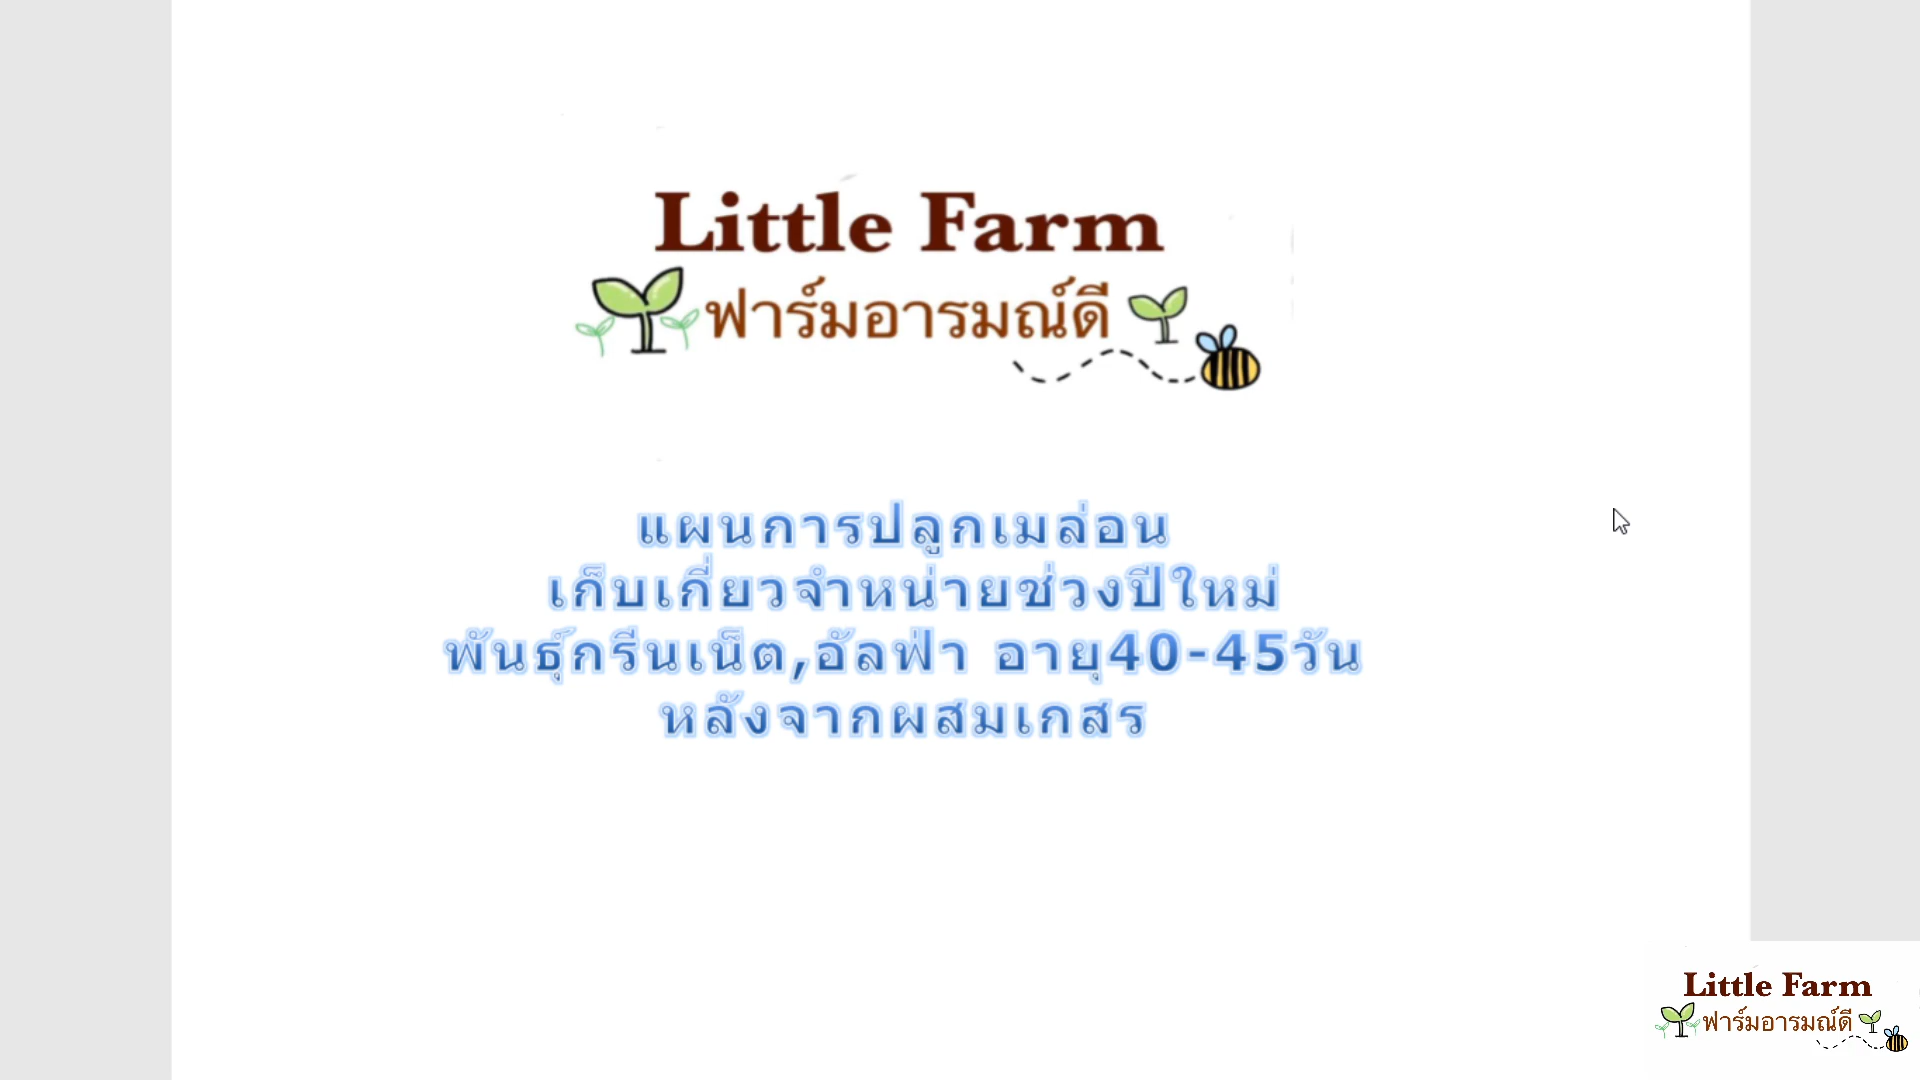 Little Farm
ฟาร์มอารมณ์ดี
แผนการปลูกเมล่อน
เก็บเกี่ยวจำหน่ายช่วงปีใหม่
พันธุ์กรีนเน็ต,อัลฟ่า อายุ40-45วัน
หลังจากผสมเกสร
Little Farm
ฟาร์มอารมณ์ดี